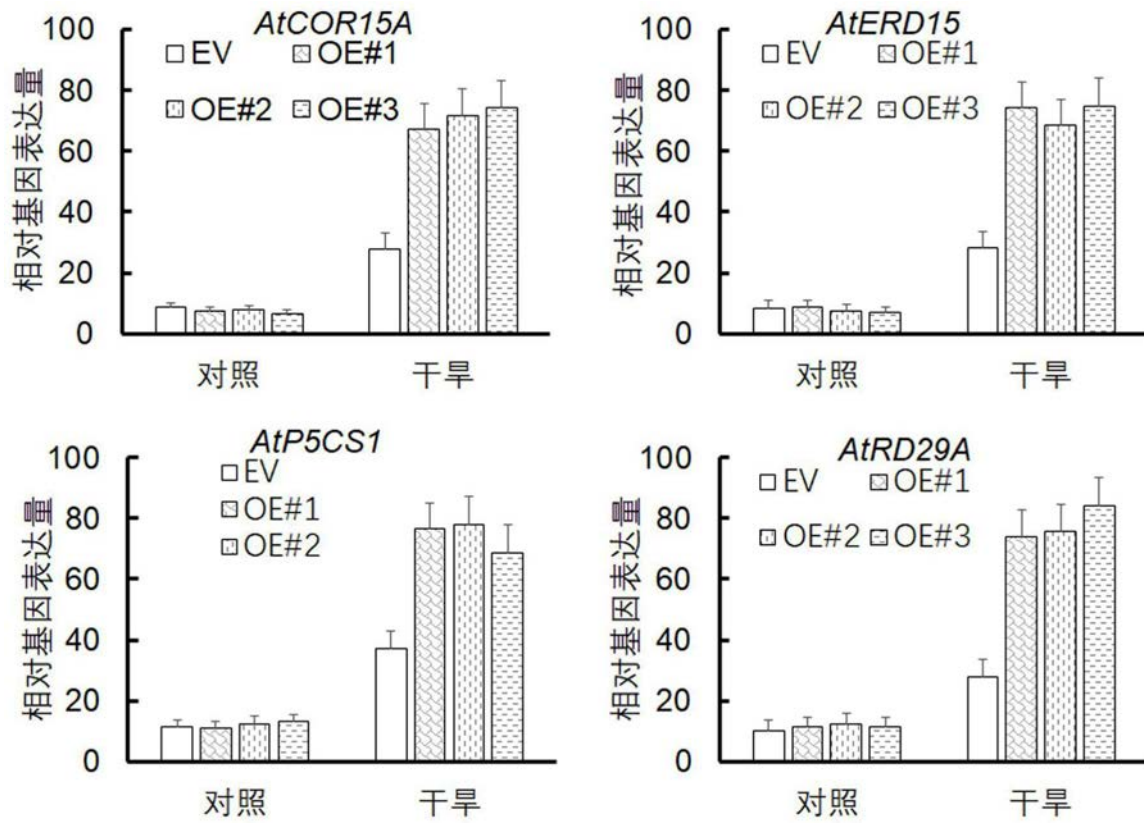 AtCOR15A
EV OE#1
OE#2 OE#3
相对基因表达量
100
80
60
40
20
0
对照 干旱
AtERD15
EV OE#1
OE#2 OE#3
相对基因表达量
100
80
60
40
20
0
对照 干旱
AtP5CS1
EV
OE#1
OE#2
相对基因表达量
100
80
60
40
20
0
对照 干旱
AtRD29A
EV OE#1
OE#2 OE#3
相对基因表达量
100
80
60
40
20
0
对照 干旱